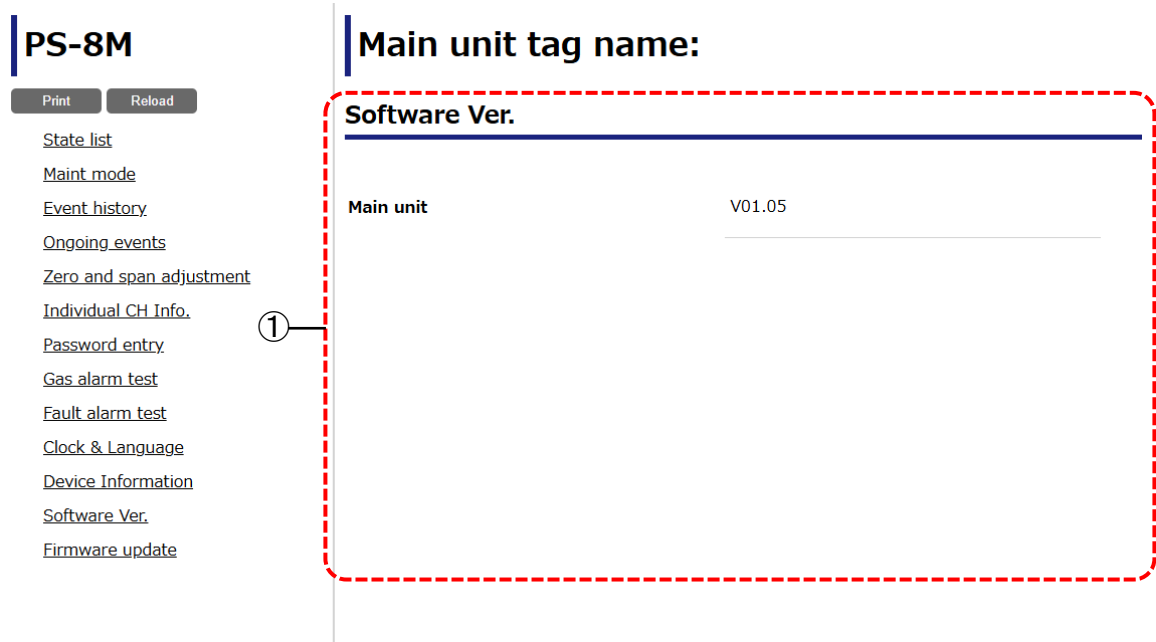 PS-8M
Print
Reload
State list
Maint mode
Event history
Ongoing events
Zero and span adjustment
Individual CH Info.
Password entry
Gas alarm test
Fault alarm test
Clock & Language
Device Information
Software Ver.
Firmware update
①
Main unit tag name:
Software Ver.
Main unit
V01.05